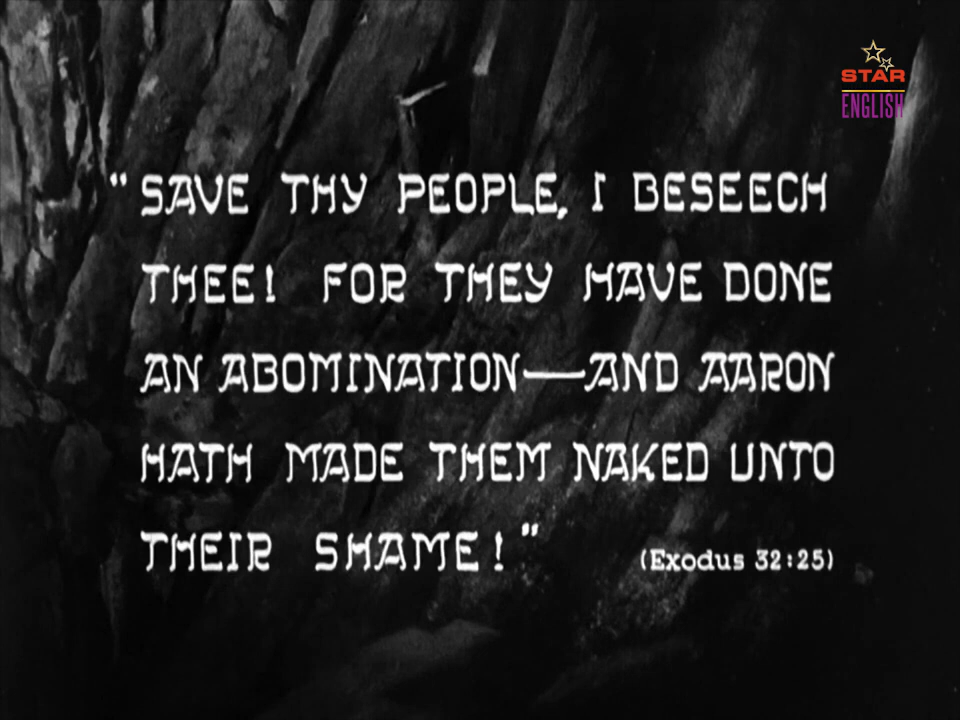 STAR
ENGLISH
"SAVE THY PEOPLE, I BESEECH
THEE! FOR THEY HAVE DONE
AN ABOMINATION—AND AARON
HATH MADE THEM NAKED UNTO
THEIR SHAME!"
(Exodus 32:25)